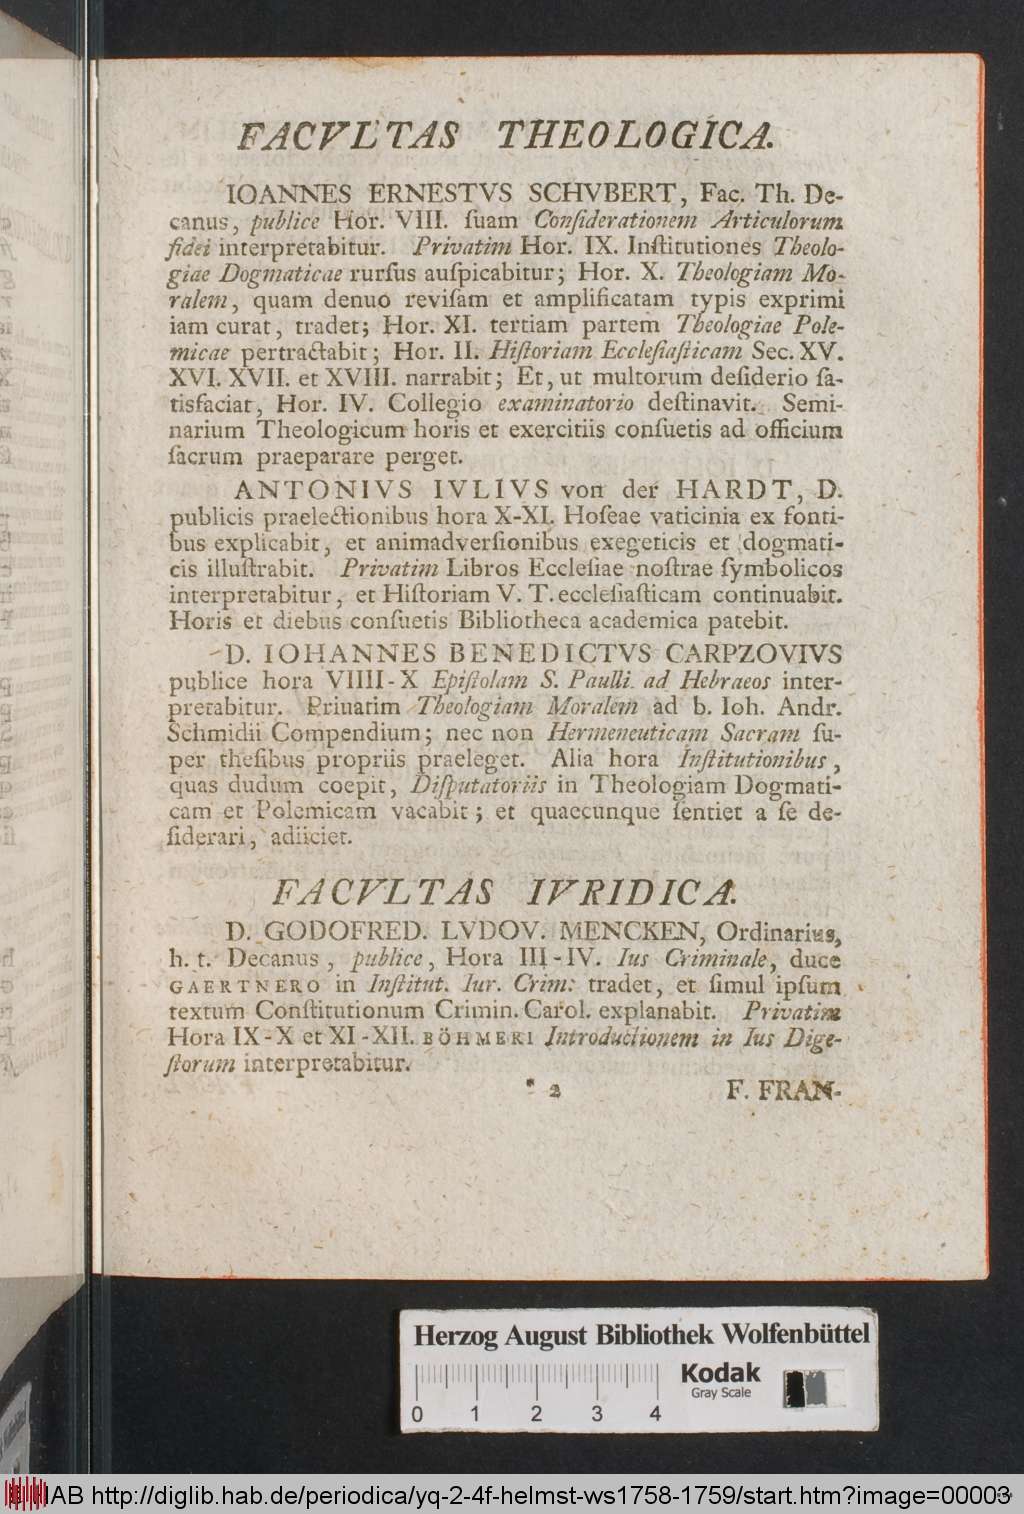 FACVLTAS THEOLOGICA.
IOANNES ERNESTVS SCHVBERT, Fac. Th. De-
canus, publice Hor. VIII. ſuam Conſiderationem Articulorum
fidei interpretabitur. Privatim Hor. IX. Inſtitutiones Theolo-
giae Dogmaticae rurſus auſpicabitur; Hor. X. Theologiam Mo-
ralem, quam denuo reviſam et amplificatam typis exprimi
iam curat, tradet; Hor. XI. tertiam partem Theologiae Pole-
micae pertractabit; Hor. II. Hiſtoriam Eccleſiaſticam Sec. XV.
XVI. XVII. et XVIII. narrabit; Et, ut multorum deſiderio ſa-
tisfaciat, Hor. IV. Collegio examinatorio deſtinavit. Semi-
narium Theologicum horis et exercitiis conſuetis ad officium
ſacrum praeparare perget.
ANTONIVS IVLIVS von der HARDT, D.
publicis praelectionibus hora X-XI. Hoſeae vaticinia ex fonti-
bus explicabit, et animadverſionibus exegeticis et dogmati-
cis illuſtrabit. Privatim Libros Eccleſiae noſtrae ſymbolicos
interpretabitur, et Hiſtoriam V. T. eccleſiaſticam continuabit.
Horis et diebus conſuetis Bibliotheca academica patebit.
D. IOHANNES BENEDICTVS CARPZOVIVS
publice hora VIIII-X Epiſtolam S. Paulli ad Hebraeos inter-
pretabitur. Priuatim Theologiam Moralem ad b. Ioh. Andr.
Schmidii Compendium; nec non Hermeneuticam Sacram ſu-
per theſibus propriis praeleget. Alia hora Inſtitutionibus,
quas dudum coepit, Diſputatoriis in Theologiam Dogmati-
cam et Polemicam vacabit; et quaecunque ſentiet a ſe de-
ſiderari, adiiciet.
FACVLTAS IVRIDICA.
D. GODOFRED. LVDOV. MENCKEN, Ordinarius,
h. t. Decanus, publice, Hora III-IV. Ius Criminale, duce
GAERTNERO in Inſtitut. Iur. Crim: tradet, et ſimul ipſum
textum Conſtitutionum Crimin. Carol. explanabit. Privatim
Hora IX-X et XI-XII. BÖHMERI Introductionem in Ius Dige-
ſtorum interpretabitur.
* 2 F. FRAN-
Herzog August Bibliothek Wolfenbüttel
Kodak
Gray Scale
0 1 2 3 4
HAB http://diglib.hab.de/periodica/yq-2-4f-helmst-ws1758-1759/start.htm?image=00003